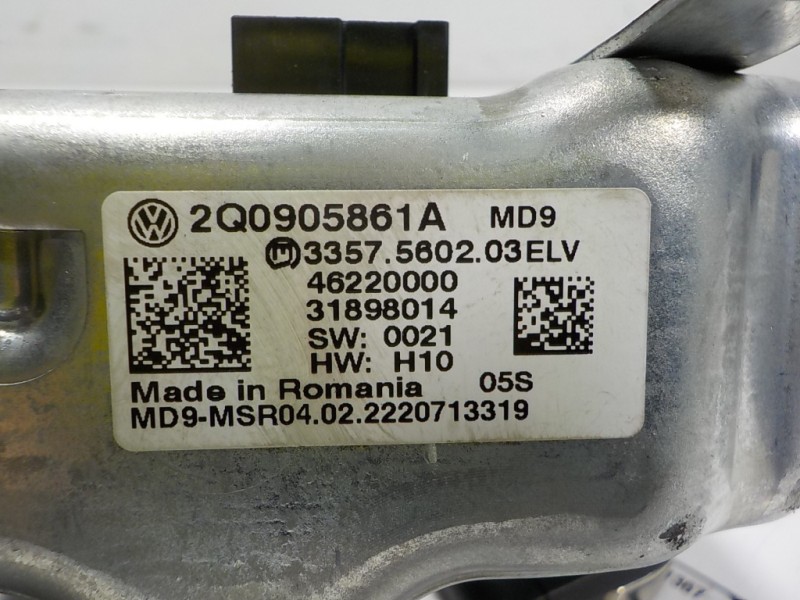 2Q0905861A MD9
3357.5602.03ELV
46220000
31898014
SW: 0021
HW: H10
Made in Romania 05S
MD9-MSR04.02.2220713319